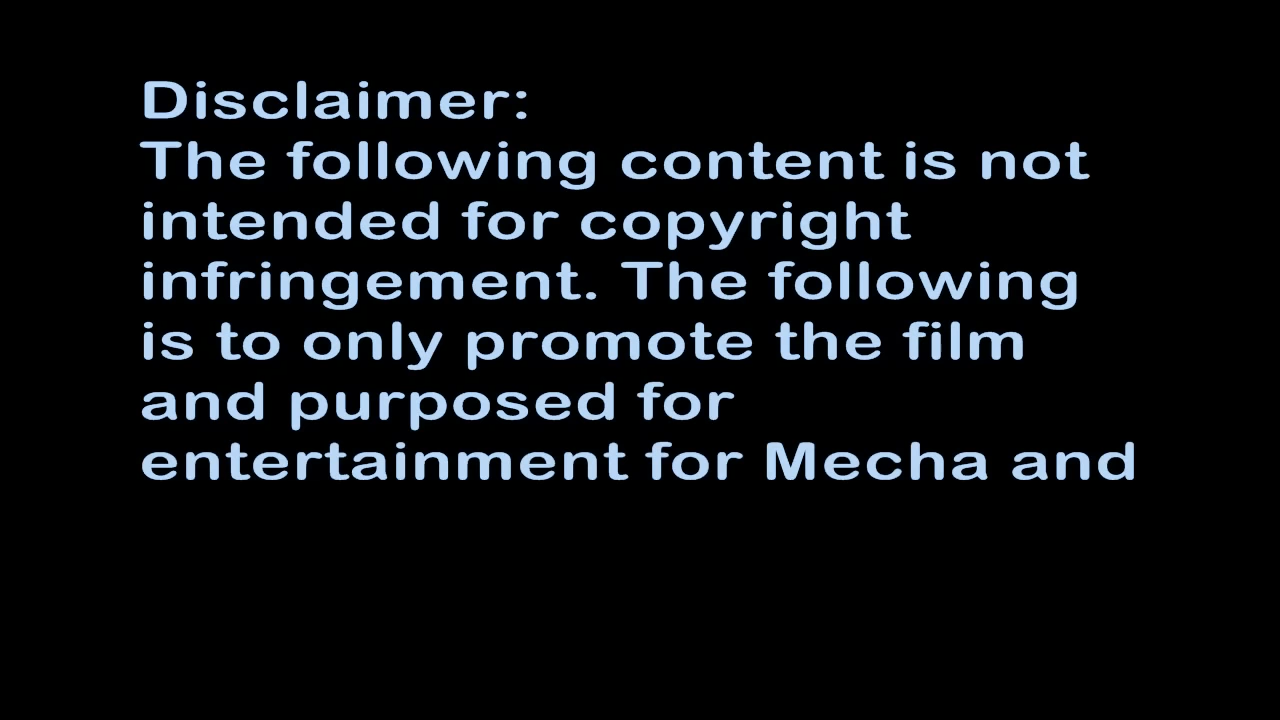 Disclaimer:
The following content is not
intended for copyright
infringement. The following
is to only promote the film
and purposed for
entertainment for Mecha and